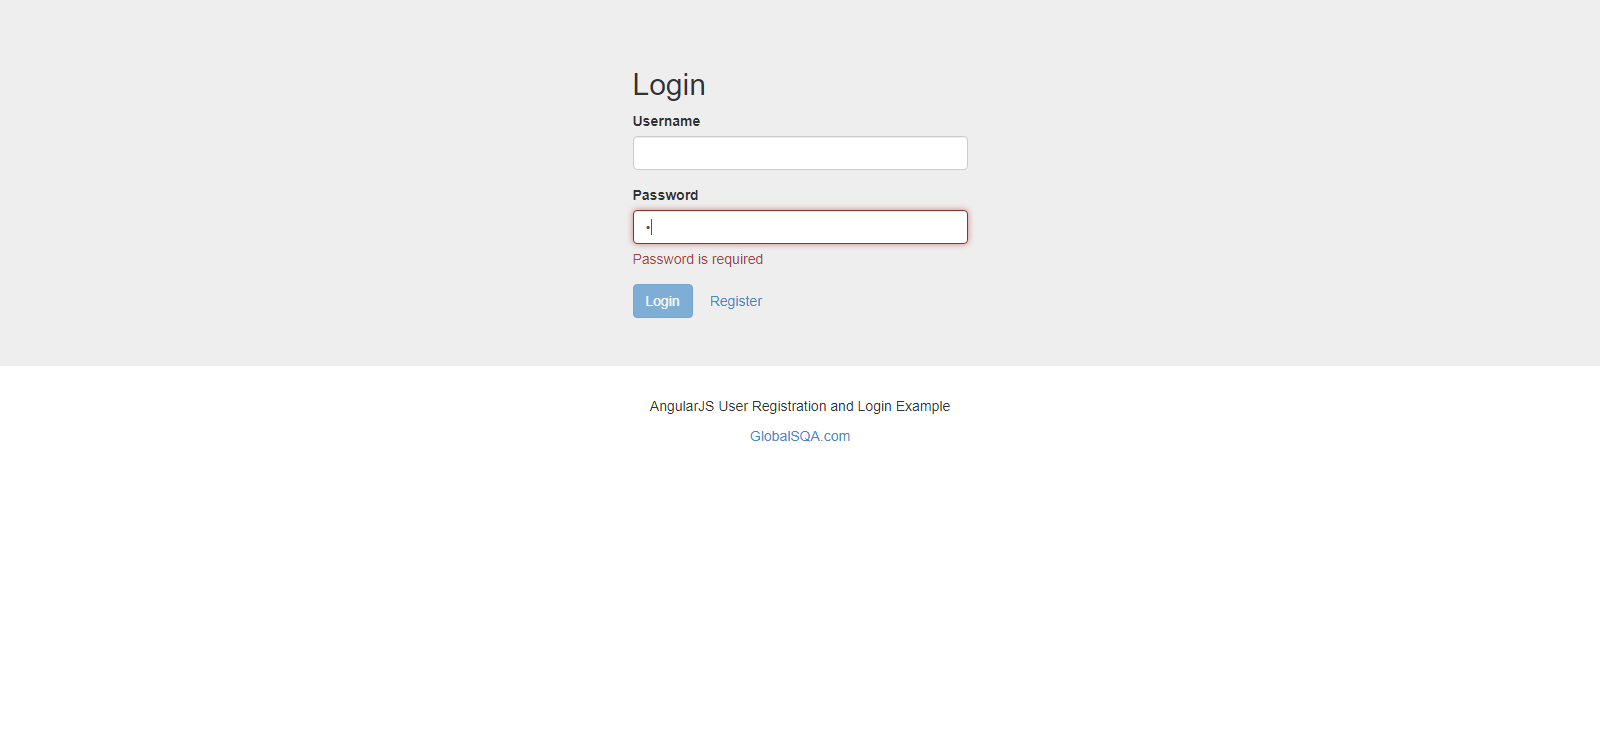 Login
Username
Password
•
Password is required
Login Register
AngularJS User Registration and Login Example
GlobalSQA.com